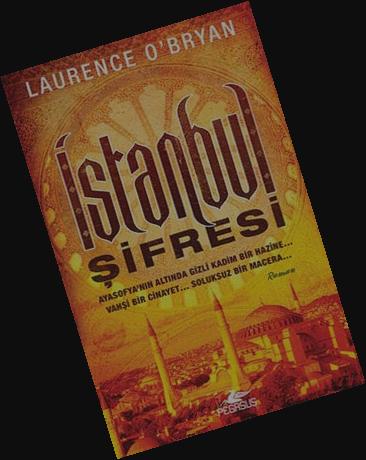 LAURENCE O'BRYAN
istanbul
ŞİFRESİ
AYASOFYA'NIN ALTINDA GİZLİ KADİM BİR HAZİNE...
VAHŞİ BİR CİNAYET... SOLUKSUZ BİR MACERA...
Roman
PEGASUS